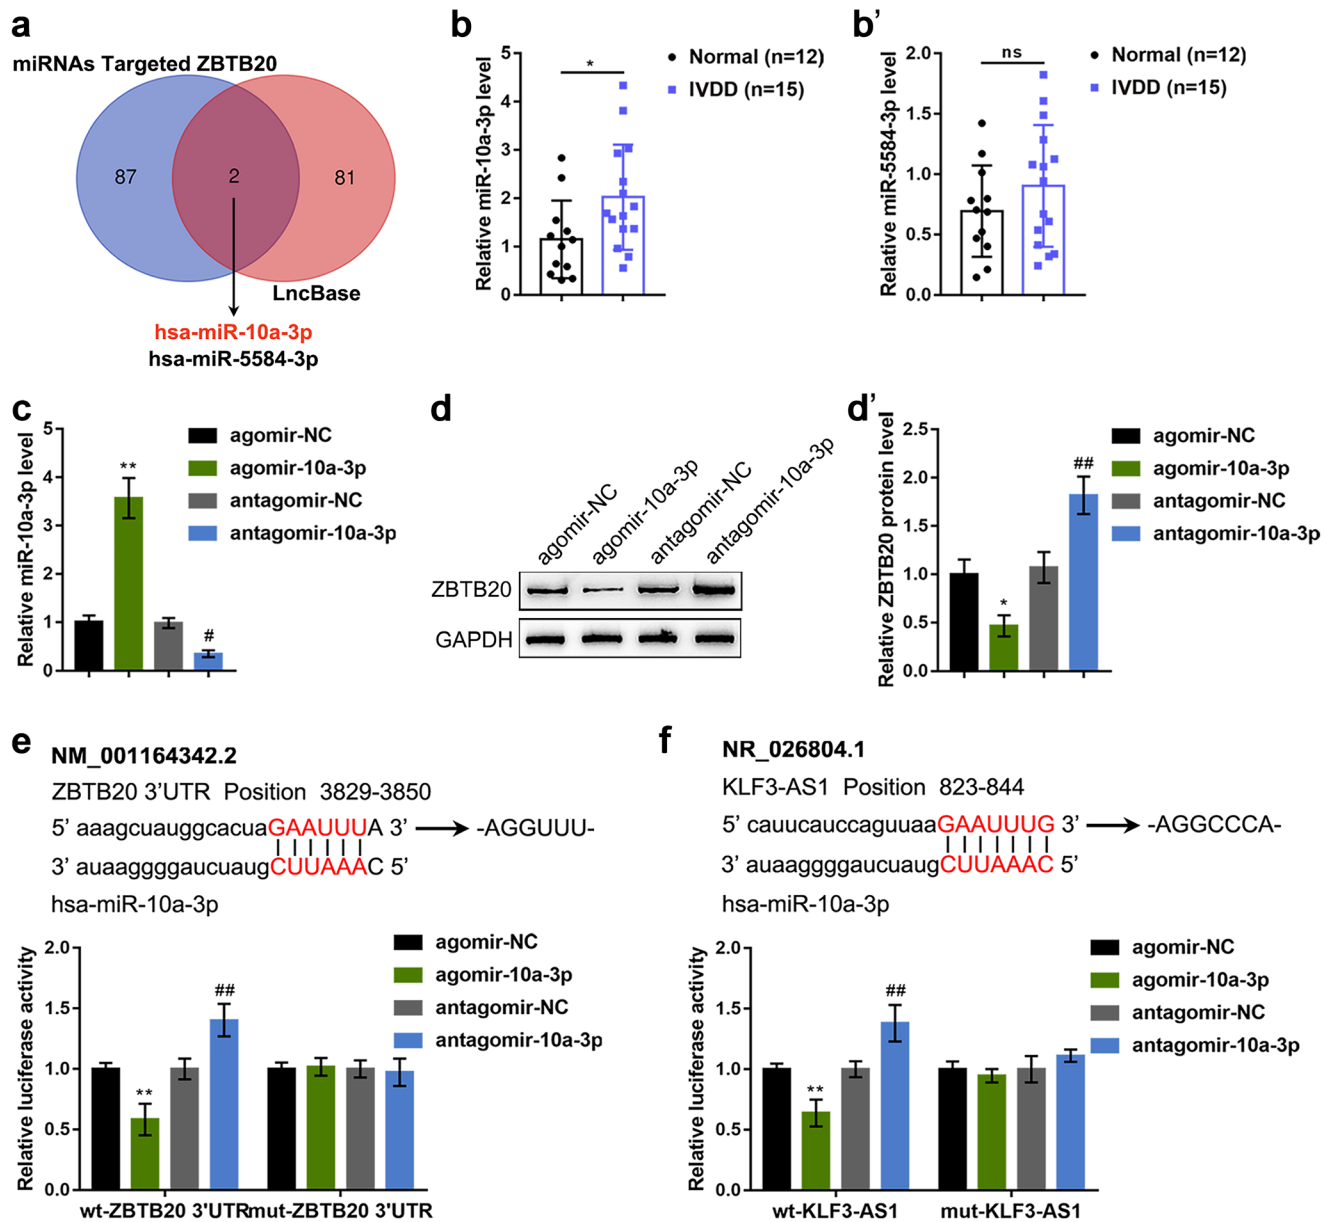 a
miRNAs Targeted ZBTB20
87
2
81
LncBase
hsa-miR-10a-3p
hsa-miR-5584-3p
b
Relative miR-10a-3p level
5
4
3
2
1
0
*
Normal (n=12)
IVDD (n=15)
b’
Relative miR-5584-3p level
2.0
1.5
1.0
0.5
0.0
ns
Normal (n=12)
IVDD (n=15)
c
Relative miR-10a-3p level
5
4
3
2
1
0
**
#
agomir-NC
agomir-10a-3p
antagomir-NC
antagomir-10a-3p
d
agomir-NC
agomir-10a-3p
antagomir-NC
antagomir-10a-3p
ZBTB20
GAPDH
d’
Relative ZBTB20 protein level
2.5
2.0
1.5
1.0
0.5
0.0
*
##
agomir-NC
agomir-10a-3p
antagomir-NC
antagomir-10a-3p
e
NM_001164342.2
ZBTB20 3’UTR Position 3829-3850
5’ aaagcuauggcacuaGAAUUUA 3’ -AGGUUU-
3’ auaaggggaucuaugCUUAAAC 5’
hsa-miR-10a-3p
Relative luciferase activity
2.0
1.5
1.0
0.5
0.0
**
##
agomir-NC
agomir-10a-3p
antagomir-NC
antagomir-10a-3p
wt-ZBTB20 3'UTR
mut-ZBTB20 3'UTR
f
NR_026804.1
KLF3-AS1 Position 823-844
5’ cauucauccaguuaaGAAUUUG 3’ -AGGCCCA-
3’ auaaggggaucuaugCUUAAAC 5’
hsa-miR-10a-3p
Relative luciferase activity
2.0
1.5
1.0
0.5
0.0
**
##
agomir-NC
agomir-10a-3p
antagomir-NC
antagomir-10a-3p
wt-KLF3-AS1
mut-KLF3-AS1